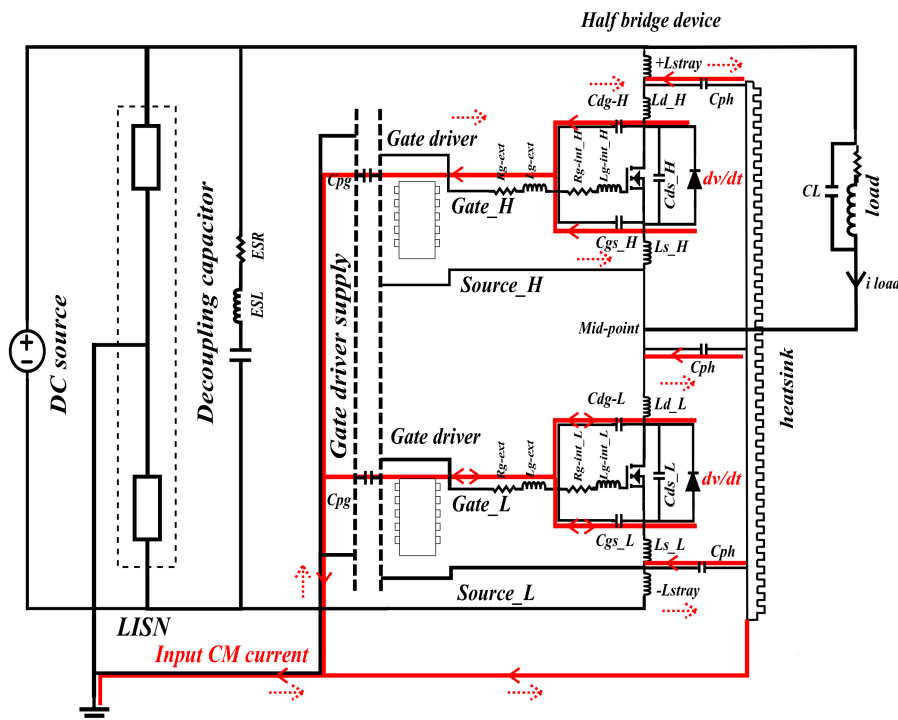 Half bridge device
+Lstray
Cdg-H
Ld_H
Cph
Gate driver
Rg-ext
Lg-ext
Rg-int_H
Lg-int_H
Cpg
Gate_H
Cds_H
dv/dt
CL
load
Cgs_H
Ls_H
Source_H
i load
Mid-point
Cph
DC source
Decoupling capacitor
ESR
ESL
Gate driver supply
heatsink
Cdg-L
Ld_L
Gate driver
Rg-ext
Lg-ext
Rg-int_L
Lg-int_L
Cpg
Gate_L
Cds_L
dv/dt
Cgs_L
Ls_L
Cph
Source_L
-Lstray
LISN
Input CM current